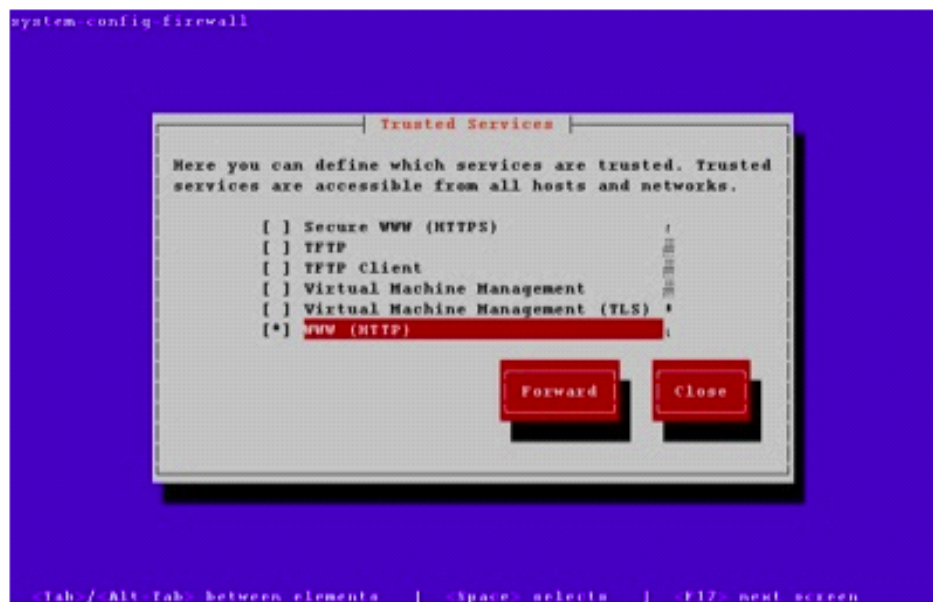 system-config-firewall
Trusted Services
Here you can define which services are trusted. Trusted
services are accessible from all hosts and networks.
[ ] Secure WWW (HTTPS)
[ ] TFTP
[ ] TFTP Client
[ ] Virtual Machine Management
[ ] Virtual Machine Management (TLS)
[*] WWW (HTTP)
Forward Close
<Tab>/<Alt-Tab> between elements | <Space> selects | <F12> next screen